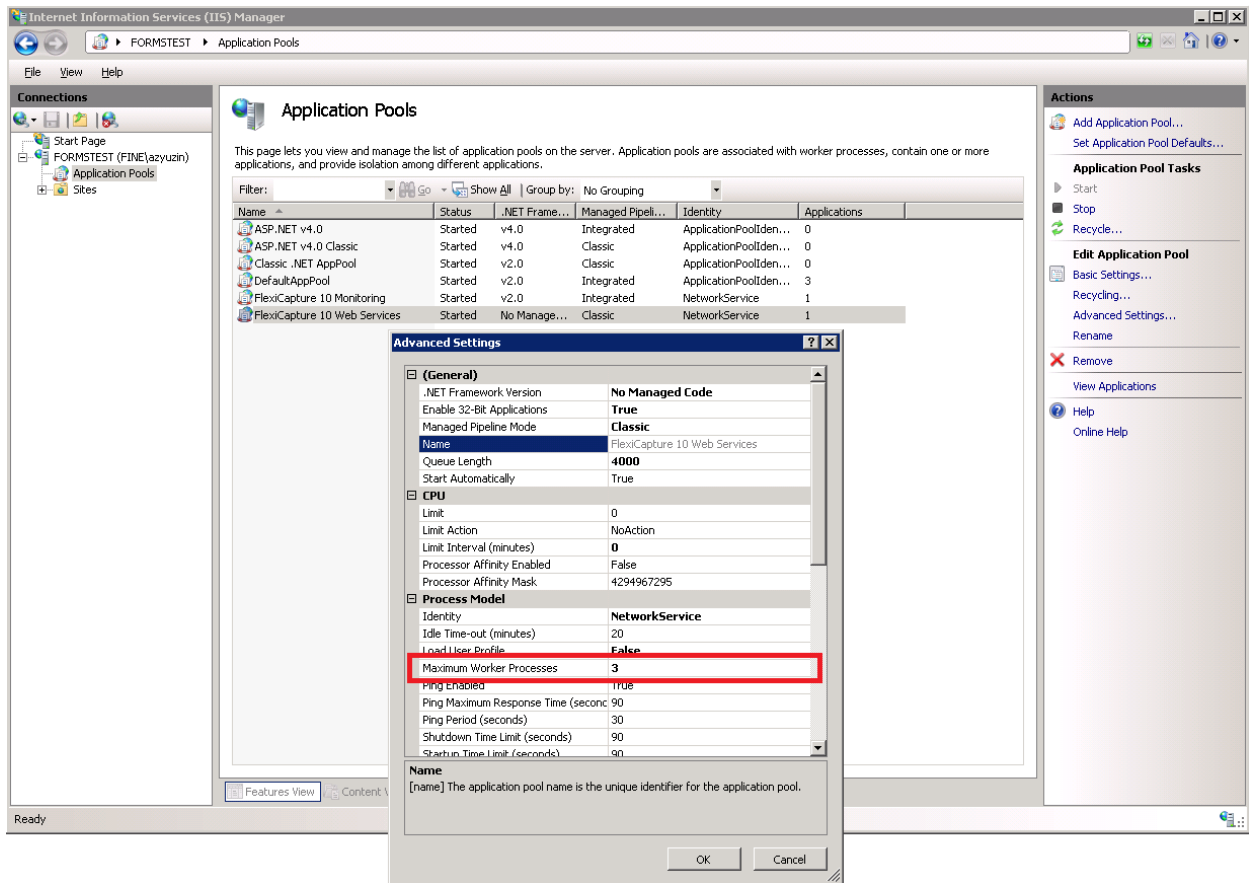 Internet Information Services (IIS) Manager
FORMSTEST Application Pools
File View Help
Connections
Start Page
FORMSTEST (FINE\azyuzin)
Application Pools
Sites
Application Pools
This page lets you view and manage the list of application pools on the server. Application pools are associated with worker processes, contain one or more
applications, and provide isolation among different applications.
Filter: Go Show All Group by: No Grouping
Name Status .NET Frame... Managed Pipeli... Identity Applications
ASP.NET v4.0 Started v4.0 Integrated ApplicationPoolIden... 0
ASP.NET v4.0 Classic Started v4.0 Classic ApplicationPoolIden... 0
Classic .NET AppPool Started v2.0 Classic ApplicationPoolIden... 0
DefaultAppPool Started v2.0 Integrated ApplicationPoolIden... 3
FlexiCapture 10 Monitoring Started v2.0 Integrated NetworkService 1
FlexiCapture 10 Web Services Started No Manage... Classic NetworkService 1
Advanced Settings
(General)
.NET Framework Version No Managed Code
Enable 32-Bit Applications True
Managed Pipeline Mode Classic
Name FlexiCapture 10 Web Services
Queue Length 4000
Start Automatically True
CPU
Limit 0
Limit Action NoAction
Limit Interval (minutes) 0
Processor Affinity Enabled False
Processor Affinity Mask 4294967295
Process Model
Identity NetworkService
Idle Time-out (minutes) 20
Load User Profile False
Maximum Worker Processes 3
Ping Enabled True
Ping Maximum Response Time (seconc 90
Ping Period (seconds) 30
Shutdown Time Limit (seconds) 90
Startup Time Limit (seconds) 90
Name
[name] The application pool name is the unique identifier for the application pool.
OK Cancel
Features View Content V
Ready
Actions
Add Application Pool...
Set Application Pool Defaults...
Application Pool Tasks
Start
Stop
Recycle...
Edit Application Pool
Basic Settings...
Recycling...
Advanced Settings...
Rename
Remove
View Applications
Help
Online Help